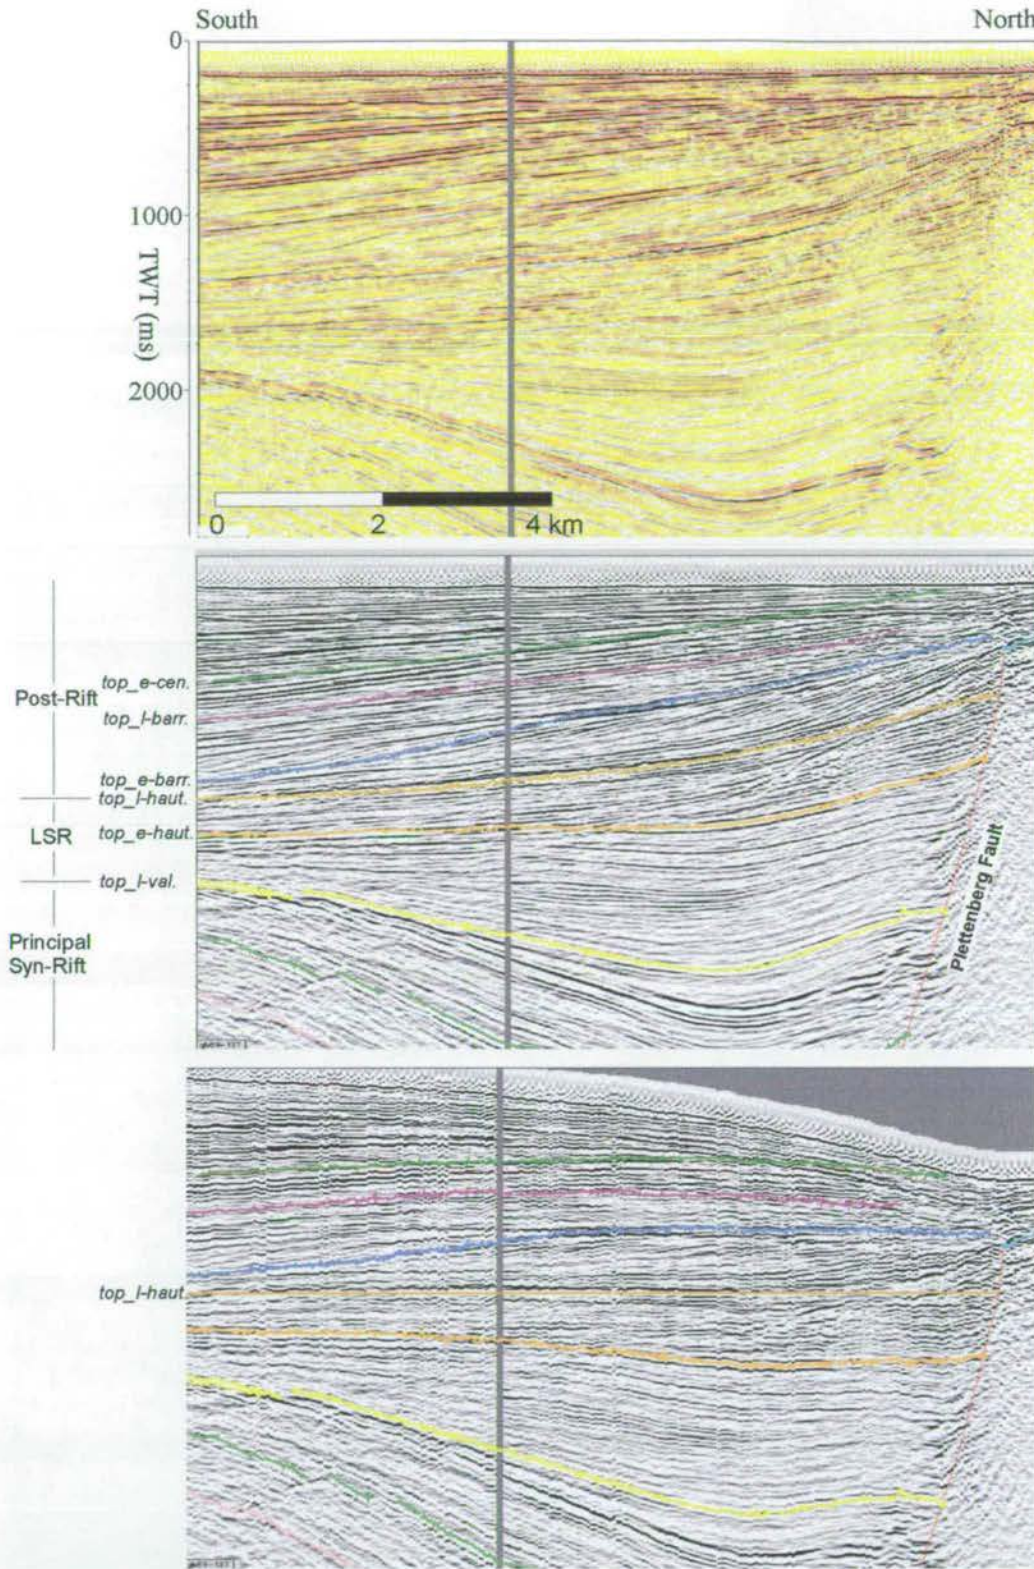 South
North
0
1000
TWT (ms)
2000
0 2 4 km
Post-Rift
top_e-cen.
top_l-barr.
top_e-barr.
top_l-haut.
LSR
top_e-haut.
top_l-val.
Principal
Syn-Rift
Plettenberg Fault
top_l-haut.